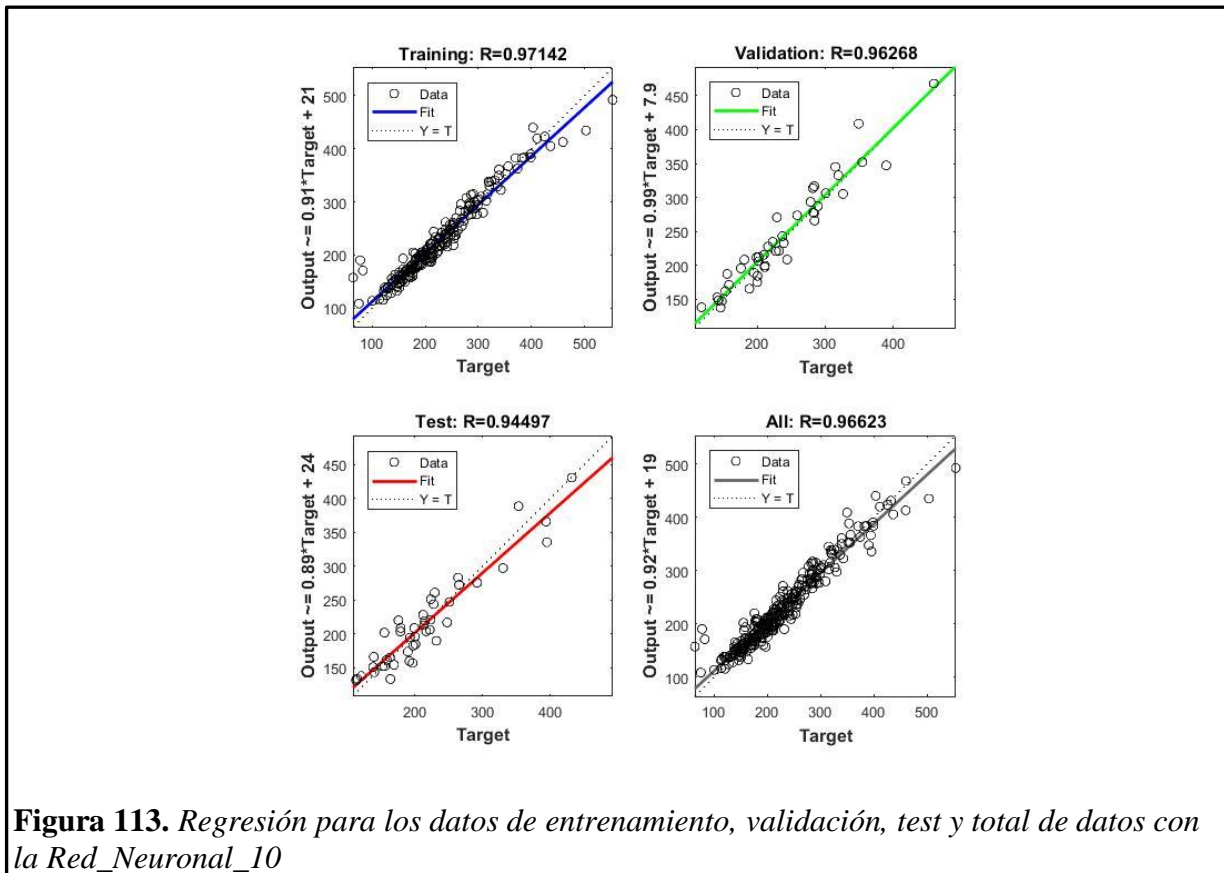 Training: R=0.97142
Output ~= 0.91*Target + 21
500
400
300
200
100
Data
Fit
Y = T
100 200 300 400 500
Target
Validation: R=0.96268
Output ~= 0.99*Target + 7.9
450
400
350
300
250
200
150
Data
Fit
Y = T
200 300 400
Target
Test: R=0.94497
Output ~= 0.89*Target + 24
450
400
350
300
250
200
150
Data
Fit
Y = T
200 300 400
Target
All: R=0.96623
Output ~= 0.92*Target + 19
500
400
300
200
100
Data
Fit
Y = T
100 200 300 400 500
Target
Figura 113. Regresión para los datos de entrenamiento, validación, test y total de datos con
la Red_Neuronal_10